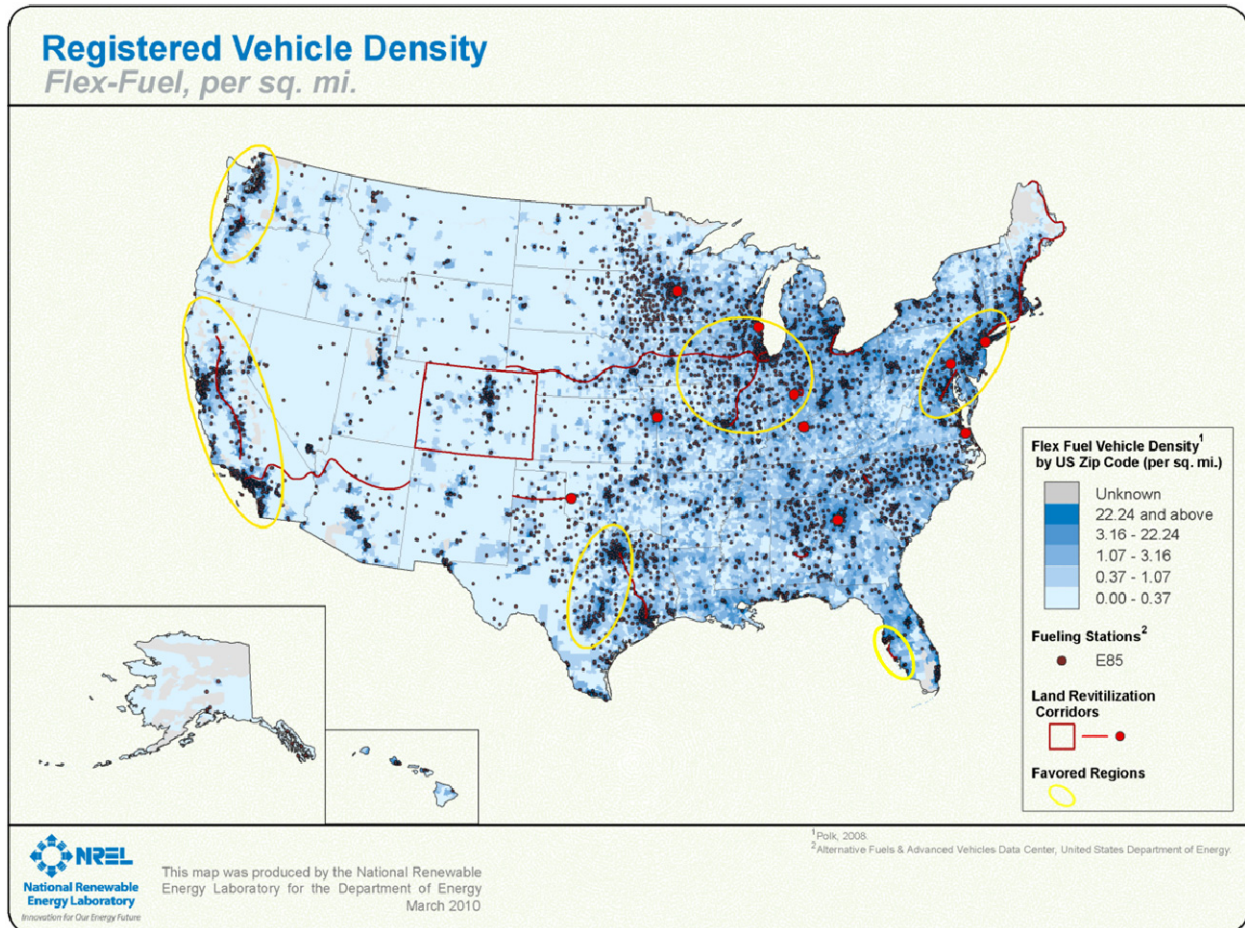 Registered Vehicle Density
Flex-Fuel, per sq. mi.
Flex Fuel Vehicle Density1
by US Zip Code (per sq. mi.)
Unknown
22.24 and above
3.16 - 22.24
1.07 - 3.16
0.37 - 1.07
0.00 - 0.37
Fueling Stations2
E85
Land Revitilization
Corridors
Favored Regions
1Polk, 2008.
2Alternative Fuels & Advanced Vehicles Data Center, United States Department of Energy.
NREL
National Renewable
Energy Laboratory
Innovation for Our Energy Future
This map was produced by the National Renewable
Energy Laboratory for the Department of Energy
March 2010